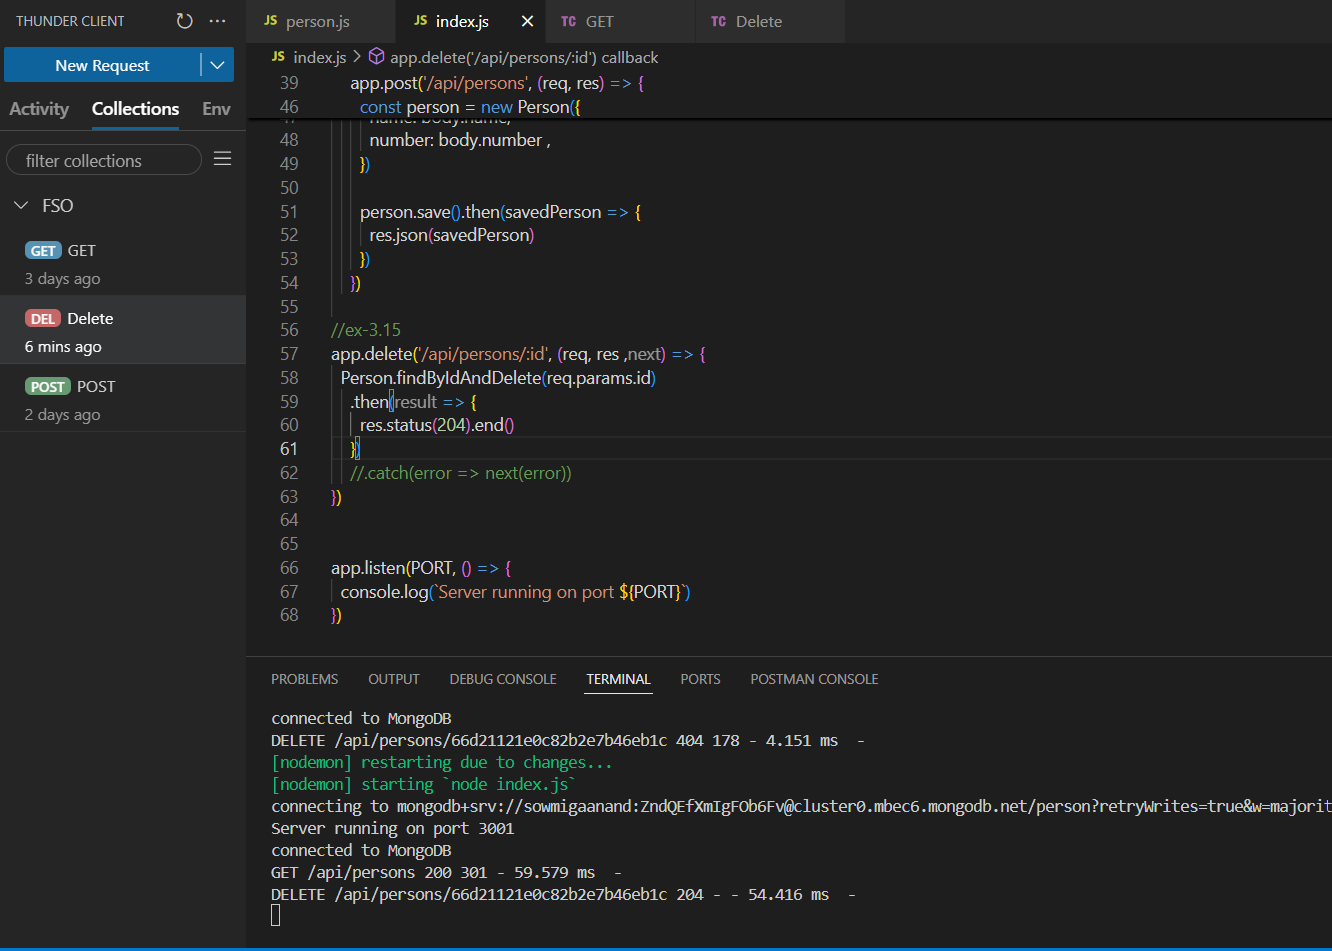 THUNDER CLIENT
New Request
Activity Collections Env
filter collections
FSO
GET GET
3 days ago
DEL Delete
6 mins ago
POST POST
2 days ago
JS person.js JS index.js TC GET TC Delete
JS index.js > app.delete('/api/persons/:id') callback
39 app.post('/api/persons', (req, res) => {
46 const person = new Person({
47 name: body.name,
48 number: body.number ,
49 })
50
51 person.save().then(savedPerson => {
52 res.json(savedPerson)
53 })
54 })
55
56 //ex-3.15
57 app.delete('/api/persons/:id', (req, res ,next) => {
58 Person.findByIdAndDelete(req.params.id)
59 .then(result => {
60 res.status(204).end()
61 })
62 //.catch(error => next(error))
63 })
64
65
66 app.listen(PORT, () => {
67 console.log(`Server running on port ${PORT}`)
68 })
PROBLEMS OUTPUT DEBUG CONSOLE TERMINAL PORTS POSTMAN CONSOLE
connected to MongoDB
DELETE /api/persons/66d21121e0c82b2e7b46eb1c 404 178 - 4.151 ms -
[nodemon] restarting due to changes...
[nodemon] starting `node index.js`
connecting to mongodb+srv://sowmigaanand:ZndQEfXmIgFOb6Fv@cluster0.mbec6.mongodb.net/person?retryWrites=true&w=majorit
Server running on port 3001
connected to MongoDB
GET /api/persons 200 301 - 59.579 ms -
DELETE /api/persons/66d21121e0c82b2e7b46eb1c 204 - - 54.416 ms -